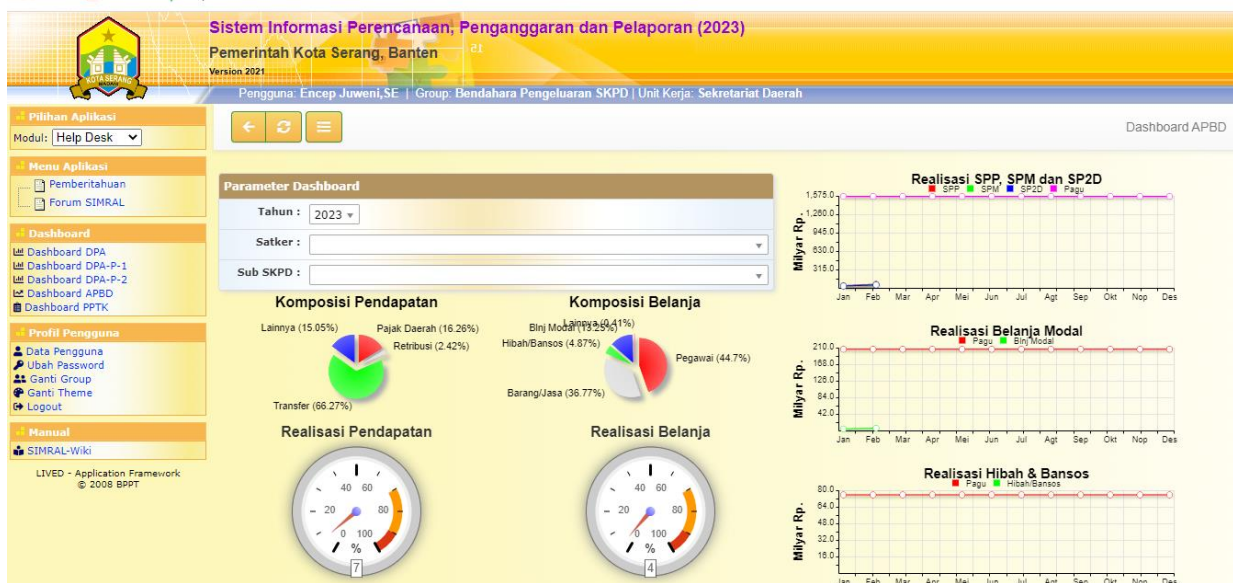 Sistem Informasi Perencanaan, Penganggaran dan Pelaporan (2023)
Pemerintah Kota Serang, Banten
Version 2021
KOTA SERANG
Pengguna: Encep Juweni,SE | Group: Bendahara Pengeluaran SKPD | Unit Kerja: Sekretariat Daerah
Pilihan Aplikasi
Modul: Help Desk
Menu Aplikasi
Pemberitahuan
Forum SIMRAL
Dashboard
Dashboard DPA
Dashboard DPA-P-1
Dashboard DPA-P-2
Dashboard APBD
Dashboard PPTK
Profil Pengguna
Data Pengguna
Ubah Password
Ganti Group
Ganti Theme
Logout
Manual
SIMRAL-Wiki
LIVED - Application Framework
© 2008 BPPT
Dashboard APBD
Parameter Dashboard
Tahun : 2023
Satker :
Sub SKPD :
Komposisi Pendapatan
Lainnya (15.05%)
Pajak Daerah (16.26%)
Retribusi (2.42%)
Transfer (66.27%)
Komposisi Belanja
Lainnya (0.41%)
Blnj Modal (13.25%)
Hibah/Bansos (4.87%)
Pegawai (44.7%)
Barang/Jasa (36.77%)
Realisasi Pendapatan
40 60
20 80
0 100
%
7
Realisasi Belanja
40 60
20 80
0 100
%
4
Realisasi SPP, SPM dan SP2D
SPP SPM SP2D Pagu
Milyar Rp.
1,575.0
1,260.0
945.0
630.0
315.0
Jan Feb Mar Apr Mei Jun Jul Agt Sep Okt Nop Des
Realisasi Belanja Modal
Pagu Blnj Modal
Milyar Rp.
210.0
168.0
126.0
84.0
42.0
Jan Feb Mar Apr Mei Jun Jul Agt Sep Okt Nop Des
Realisasi Hibah & Bansos
Pagu Hibah/Bansos
Milyar Rp.
80.0
64.0
48.0
32.0
16.0
Jan Feb Mar Apr Mei Jun Jul Agt Sep Okt Nop Des